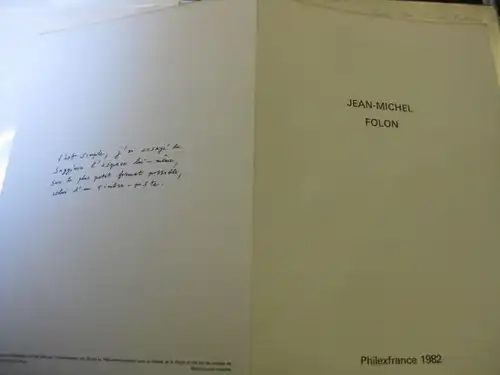 c'est simple, j'ai essayé de
suggérer l'espace lui-même,
sur le plus petit format possible,
celui d'un timbre-poste.
JEAN-MICHEL
FOLON
Philexfrance 1982